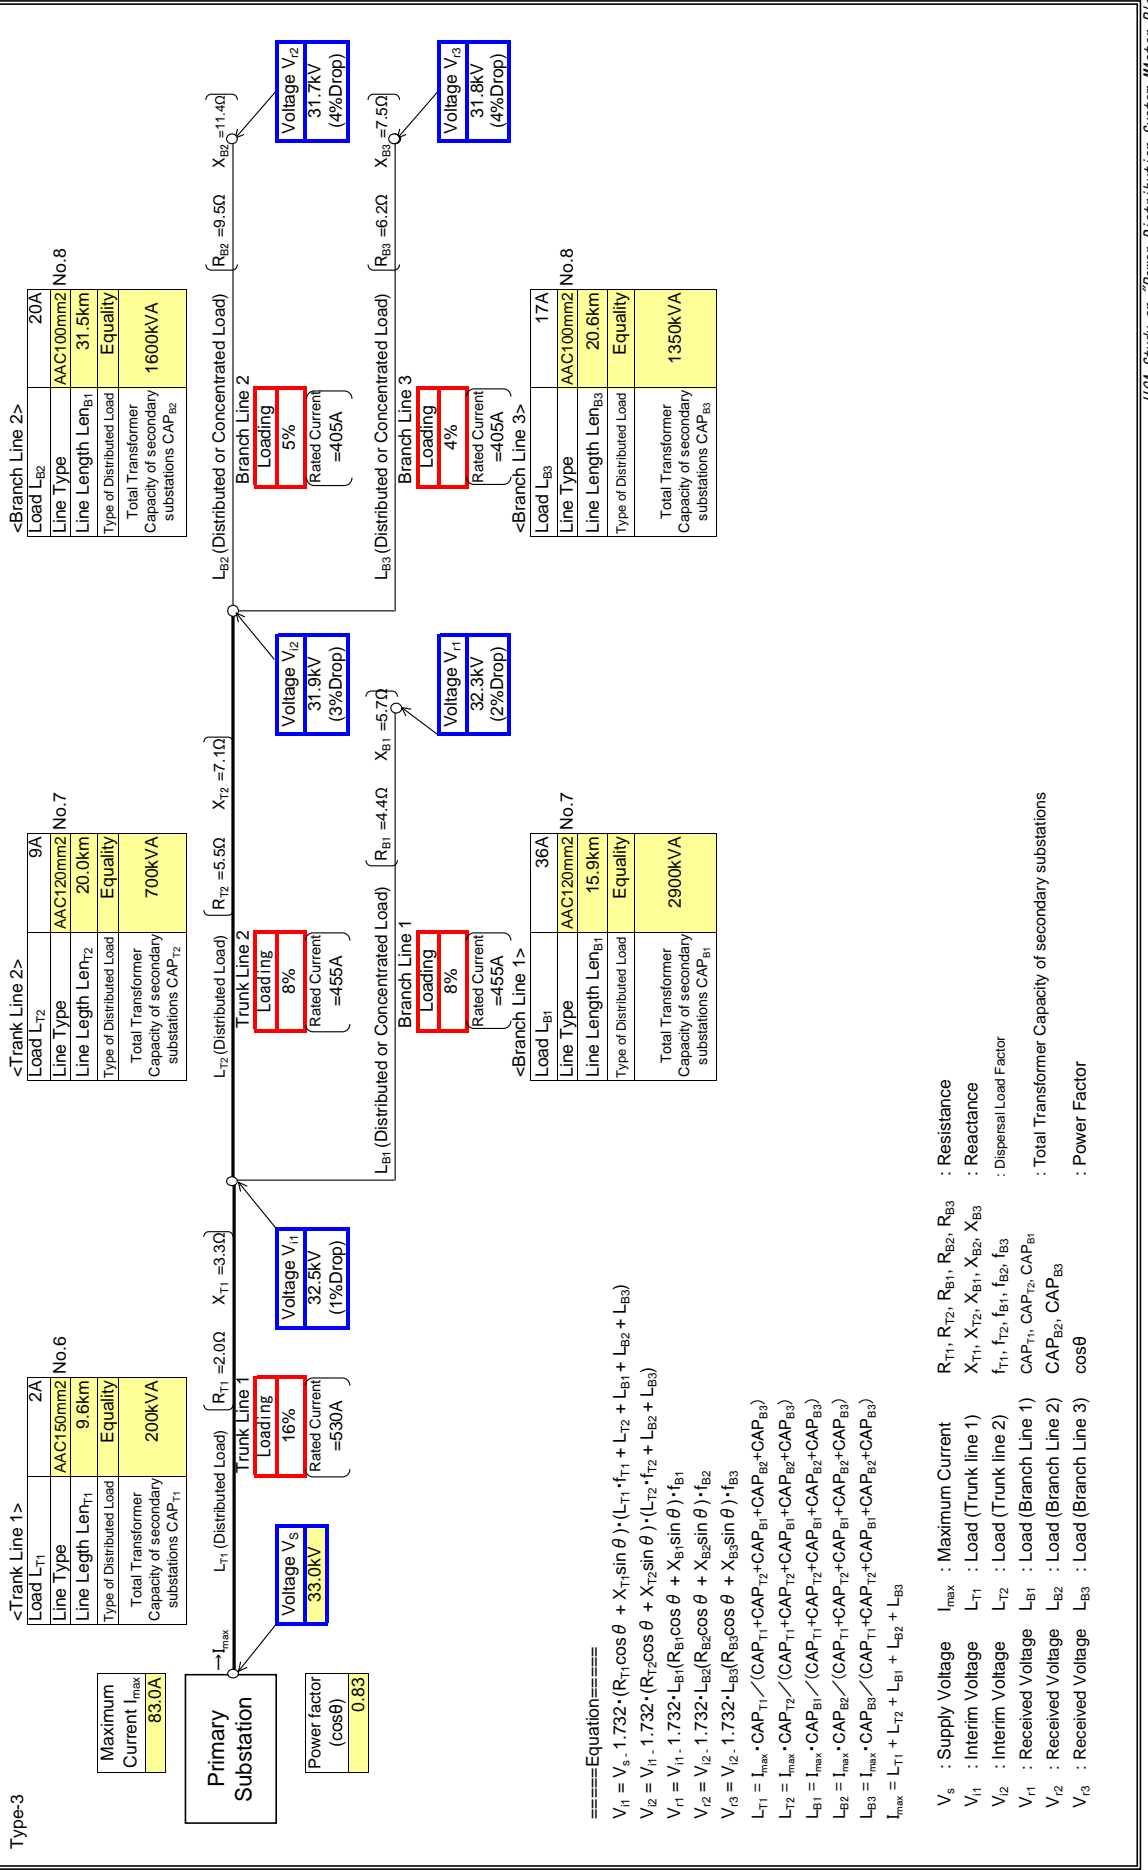 Type-3
Maximum
Current Imax
83.0A
Primary
Substation
Power factor
(cosθ)
0.83
→Imax
Voltage VS
33.0kV
<Trank Line 1>
Load LT1 2A
Line Type AAC150mm2 No.6
Line Legth LenT1 9.6km
Type of Distributed Load Equality
Total Transformer
Capacity of secondary
substations CAPT1
200kVA
LT1 (Distributed Load)
RT1 =2.0Ω XT1 =3.3Ω
Trunk Line 1
Loading
16%
Rated Current
=530A
Voltage Vi1
32.5kV
(1%Drop)
<Trank Line 2>
Load LT2 9A
Line Type AAC120mm2 No.7
Line Legth LenT2 20.0km
Type of Distributed Load Equality
Total Transformer
Capacity of secondary
substations CAPT2
700kVA
LT2 (Distributed Load)
RT2 =5.5Ω XT2 =7.1Ω
Trunk Line 2
Loading
8%
Rated Current
=455A
Voltage Vi2
31.9kV
(3%Drop)
LB1 (Distributed or Concentrated Load)
RB1 =4.4Ω XB1 =5.7Ω
Branch Line 1
Loading
8%
Rated Current
=455A
Voltage Vr1
32.3kV
(2%Drop)
<Branch Line 1>
Load LB1 36A
Line Type AAC120mm2 No.7
Line Length LenB1 15.9km
Type of Distributed Load Equality
Total Transformer
Capacity of secondary
substations CAPB1
2900kVA
<Branch Line 2>
Load LB2 20A
Line Type AAC100mm2 No.8
Line Length LenB1 31.5km
Type of Distributed Load Equality
Total Transformer
Capacity of secondary
substations CAPB2
1600kVA
LB2 (Distributed or Concentrated Load)
RB2 =9.5Ω XB2 =11.4Ω
Branch Line 2
Loading
5%
Rated Current
=405A
Voltage Vr2
31.7kV
(4%Drop)
LB3 (Distributed or Concentrated Load)
RB3 =6.2Ω XB3 =7.5Ω
Branch Line 3
Loading
4%
Rated Current
=405A
Voltage Vr3
31.8kV
(4%Drop)
<Branch Line 3>
Load LB3 17A
Line Type AAC100mm2 No.8
Line Length LenB3 20.6km
Type of Distributed Load Equality
Total Transformer
Capacity of secondary
substations CAPB3
1350kVA
=====Equation=====
Vi1 = Vs - 1.732・(RT1cos θ + XT1sin θ)・(LT1・fT1 + LT2 + LB1 + LB2 + LB3)
Vi2 = Vi1 - 1.732・(RT2cos θ + XT2sin θ)・(LT2・fT2 + LB2 + LB3)
Vr1 = Vi1 - 1.732・LB1(RB1cos θ + XB1sin θ)・fB1
Vr2 = Vi2 - 1.732・LB2(RB2cos θ + XB2sin θ)・fB2
Vr3 = Vi2 - 1.732・LB3(RB3cos θ + XB3sin θ)・fB3
LT1 = Imax・CAPT1／(CAPT1+CAPT2+CAPB1+CAPB2+CAPB3)
LT2 = Imax・CAPT2／(CAPT1+CAPT2+CAPB1+CAPB2+CAPB3)
LB1 = Imax・CAPB1／(CAPT1+CAPT2+CAPB1+CAPB2+CAPB3)
LB2 = Imax・CAPB2／(CAPT1+CAPT2+CAPB1+CAPB2+CAPB3)
LB3 = Imax・CAPB3／(CAPT1+CAPT2+CAPB1+CAPB2+CAPB3)
Imax = LT1 + LT2 + LB1 + LB2 + LB3
Vs : Supply Voltage Imax : Maximum Current RT1, RT2, RB1, RB2, RB3 : Resistance
Vi1 : Interim Voltage LT1 : Load (Trunk line 1) XT1, XT2, XB1, XB2, XB3 : Reactance
Vi2 : Interim Voltage LT2 : Load (Trunk line 2) fT1, fT2, fB1, fB2, fB3 : Dispersal Load Factor
Vr1 : Received Voltage LB1 : Load (Branch Line 1) CAPT1, CAPT2, CAPB1
Vr2 : Received Voltage LB2 : Load (Branch Line 2) CAPB2, CAPB3 : Total Transformer Capacity of secondary substations
Vr3 : Received Voltage LB3 : Load (Branch Line 3) cosθ : Power Factor